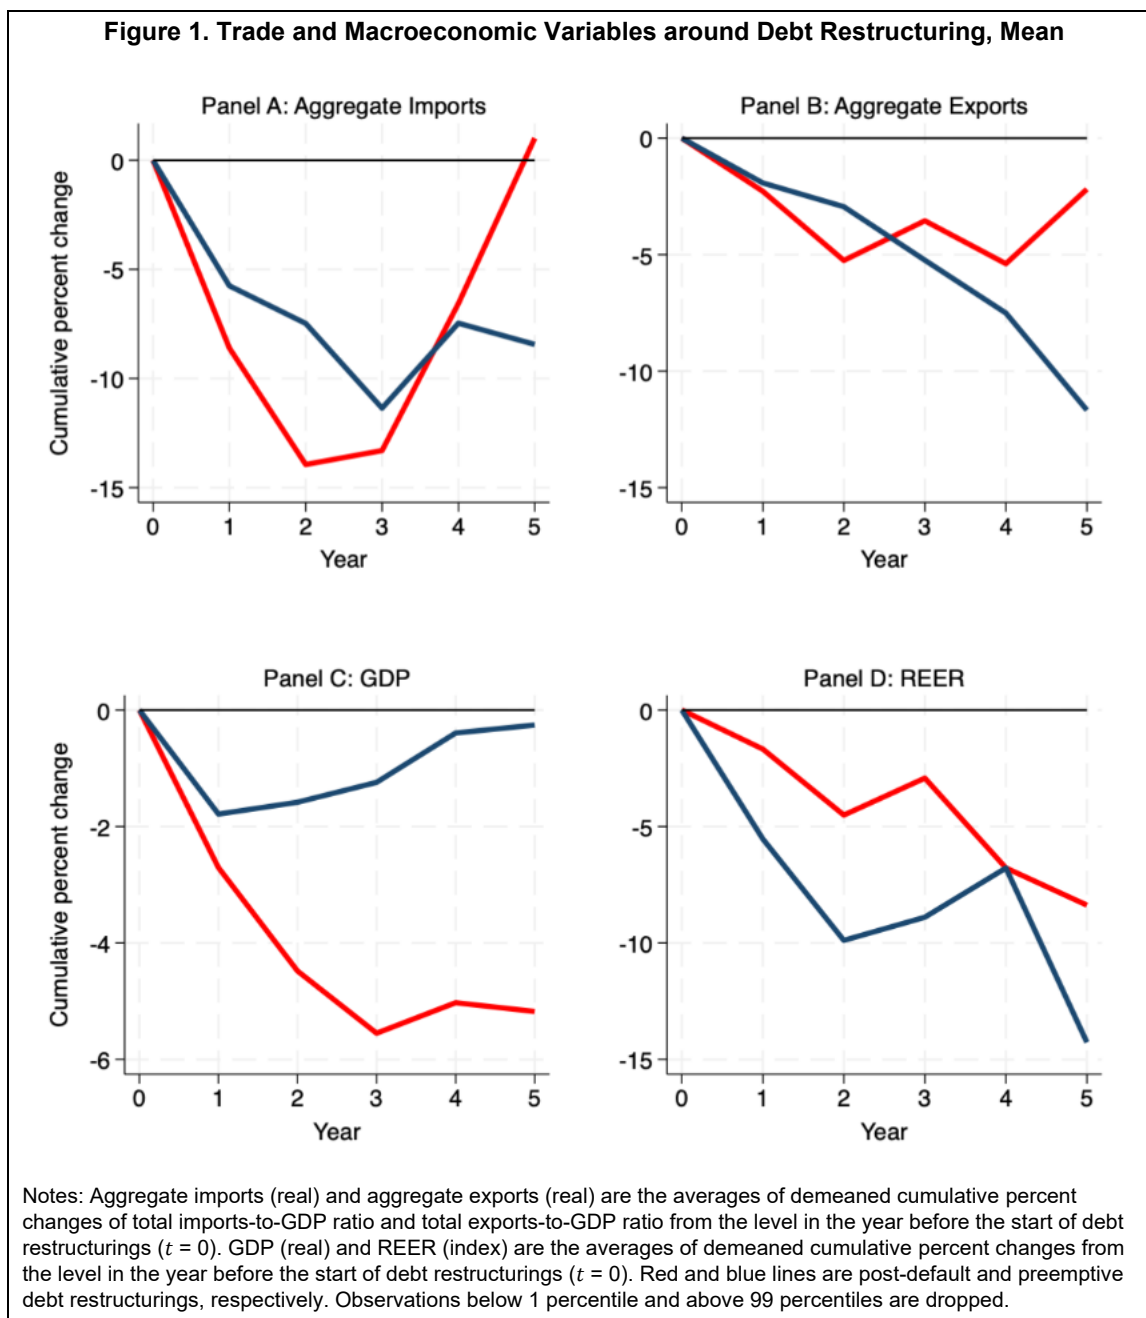 Figure 1. Trade and Macroeconomic Variables around Debt Restructuring, Mean
Panel A: Aggregate Imports
Cumulative percent change
0
-5
-10
-15
0 1 2 3 4 5
Year
Panel B: Aggregate Exports
0
-5
-10
-15
0 1 2 3 4 5
Year
Panel C: GDP
Cumulative percent change
0
-2
-4
-6
0 1 2 3 4 5
Year
Panel D: REER
0
-5
-10
-15
0 1 2 3 4 5
Year
Notes: Aggregate imports (real) and aggregate exports (real) are the averages of demeaned cumulative percent
changes of total imports-to-GDP ratio and total exports-to-GDP ratio from the level in the year before the start of debt
restructurings (𝑡 = 0). GDP (real) and REER (index) are the averages of demeaned cumulative percent changes from
the level in the year before the start of debt restructurings (𝑡 = 0). Red and blue lines are post-default and preemptive
debt restructurings, respectively. Observations below 1 percentile and above 99 percentiles are dropped.